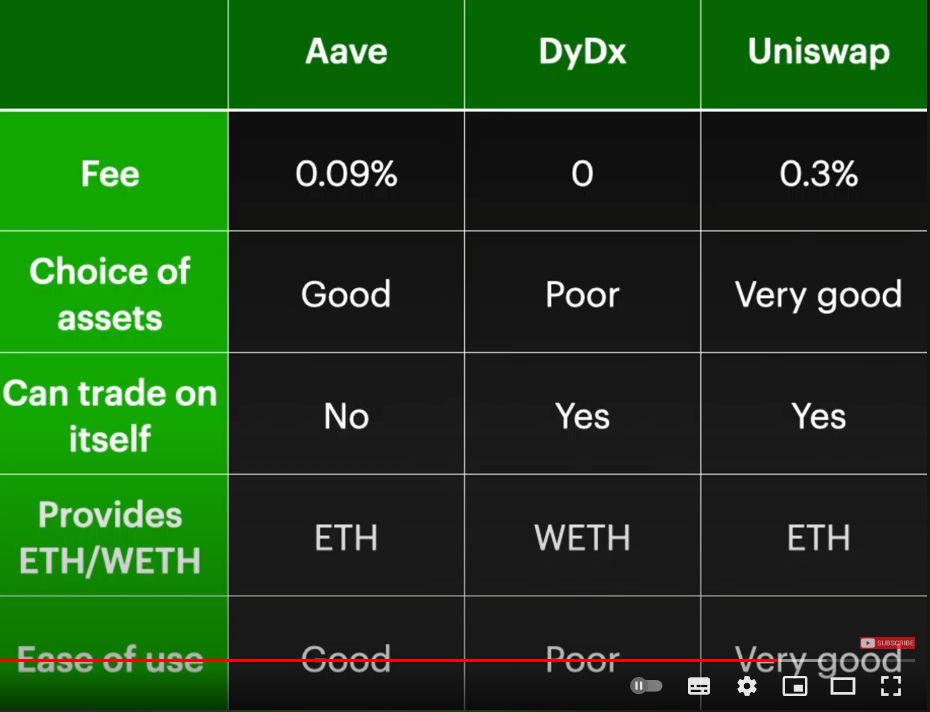 Aave DyDx Uniswap
Fee 0.09% 0 0.3%
Choice of
assets Good Poor Very good
Can trade on
itself No Yes Yes
Provides
ETH/WETH ETH WETH ETH
Ease of use Good Poor Very good
SUBSCRIBE